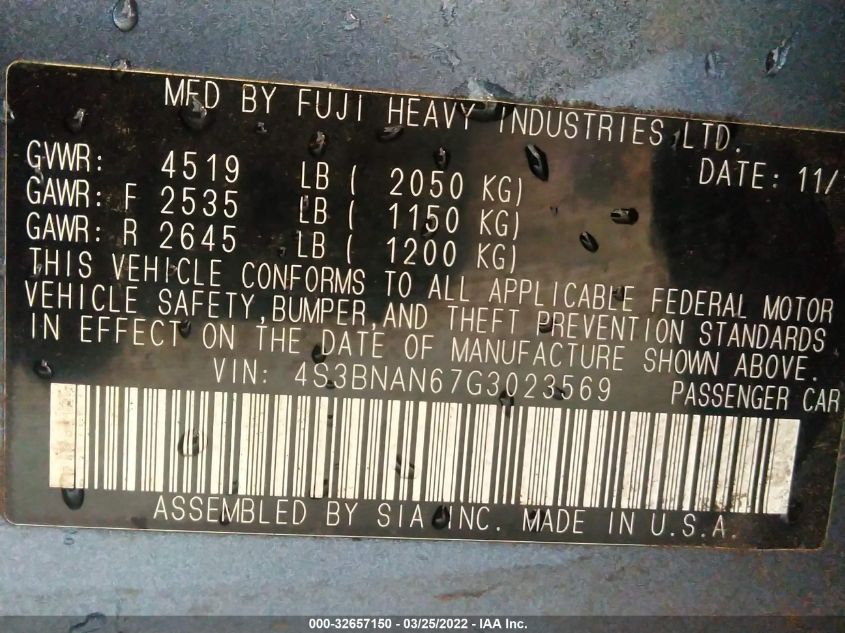 MFD BY FUJI HEAVY INDUSTRIES LTD.
GVWR: 4519 LB ( 2050 KG) DATE: 11/
GAWR: F 2535 LB ( 1150 KG)
GAWR: R 2645 LB ( 1200 KG)
THIS VEHICLE CONFORMS TO ALL APPLICABLE FEDERAL MOTOR
VEHICLE SAFETY, BUMPER, AND THEFT PREVENTION STANDARDS
IN EFFECT ON THE DATE OF MANUFACTURE SHOWN ABOVE.
VIN: 4S3BNAN67G3023569 PASSENGER CAR
ASSEMBLED BY SIA INC. MADE IN U.S.A.
000-32657150 - 03/25/2022 - IAA Inc.